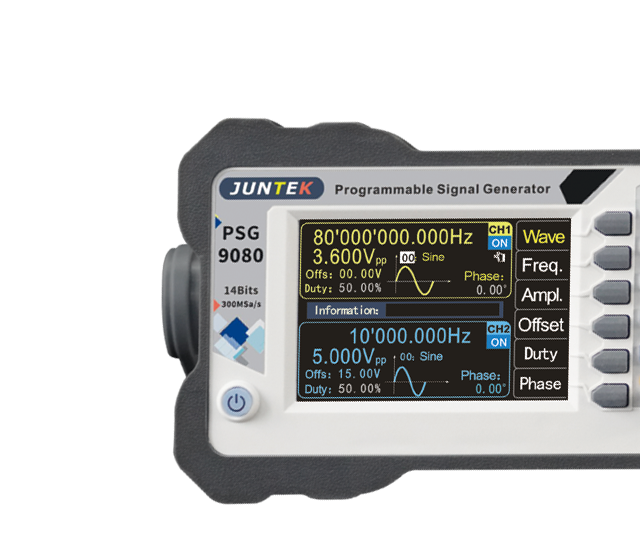 JUNTEK Programmable Signal Generator
PSG
9080
14Bits
300MSa/s
80'000'000.000Hz CH1
3.600Vpp 00: Sine ON
Offs: 00.00V Phase:
Duty: 50.00% 0.00°
Information:
10'000.000Hz CH2
5.000Vpp 00: Sine ON
Offs: 15.00V Phase:
Duty: 50.00% 0.00°
Wave
Freq.
Ampl.
Offset
Duty
Phase